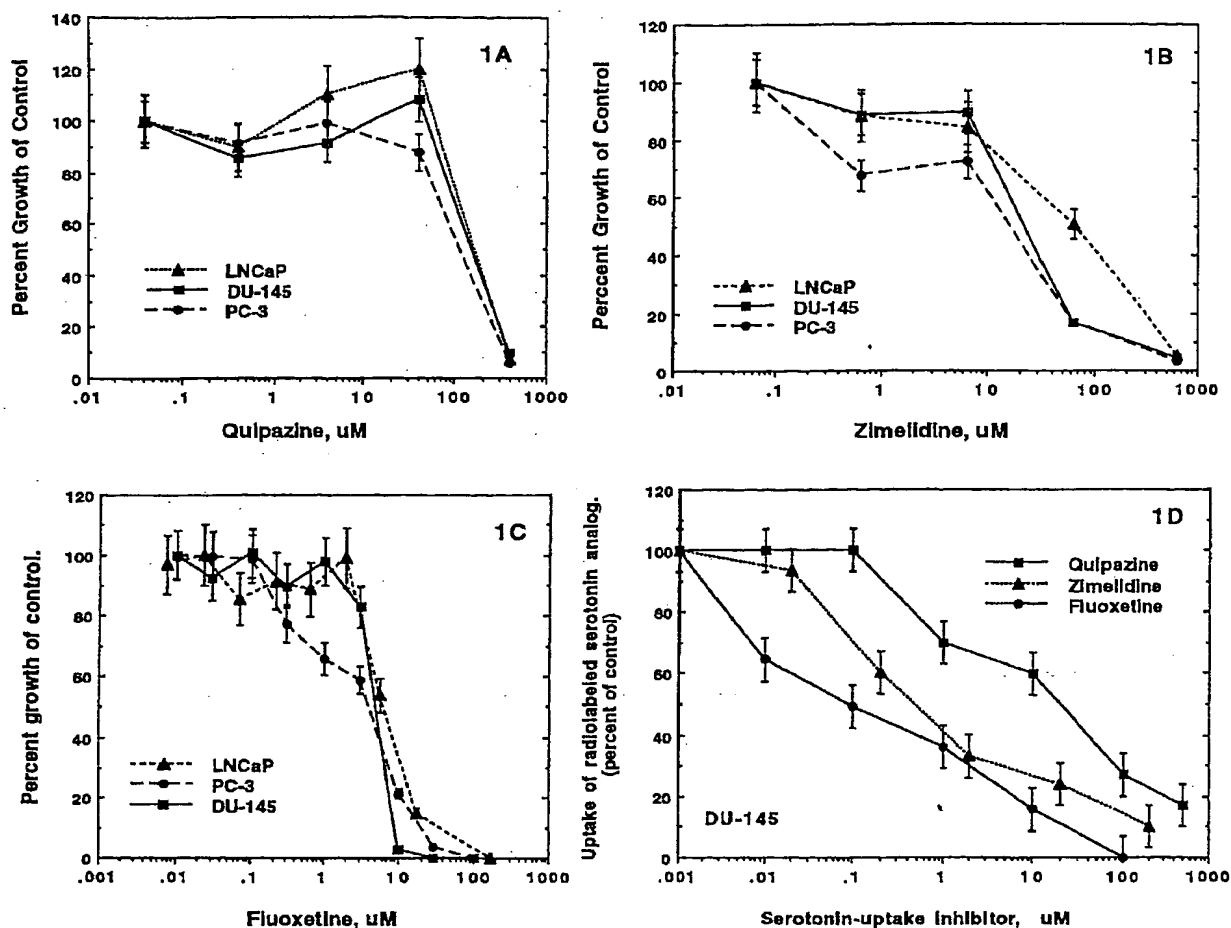 1A
Percent Growth of Control
140
120
100
80
60
40
20
0
LNCaP
DU-145
PC-3
.01 .1 1 10 100 1000
Quipazine, uM
1B
Perccent Growth of Control
120
100
80
60
40
20
0
LNCaP
DU-145
PC-3
.01 .1 1 10 100 1000
Zimelidine, uM
1C
Percent growth of control.
120
100
80
60
40
20
0
LNCaP
PC-3
DU-145
.001 .01 .1 1 10 100 1000
Fluoxetine, uM
1D
Uptake of radiolabeled serotonin analog.
(percent of control)
120
100
80
60
40
20
0
Quipazine
Zimelidine
Fluoxetine
DU-145
.001 .01 .1 1 10 100 1000
Serotonin-uptake inhibitor, uM